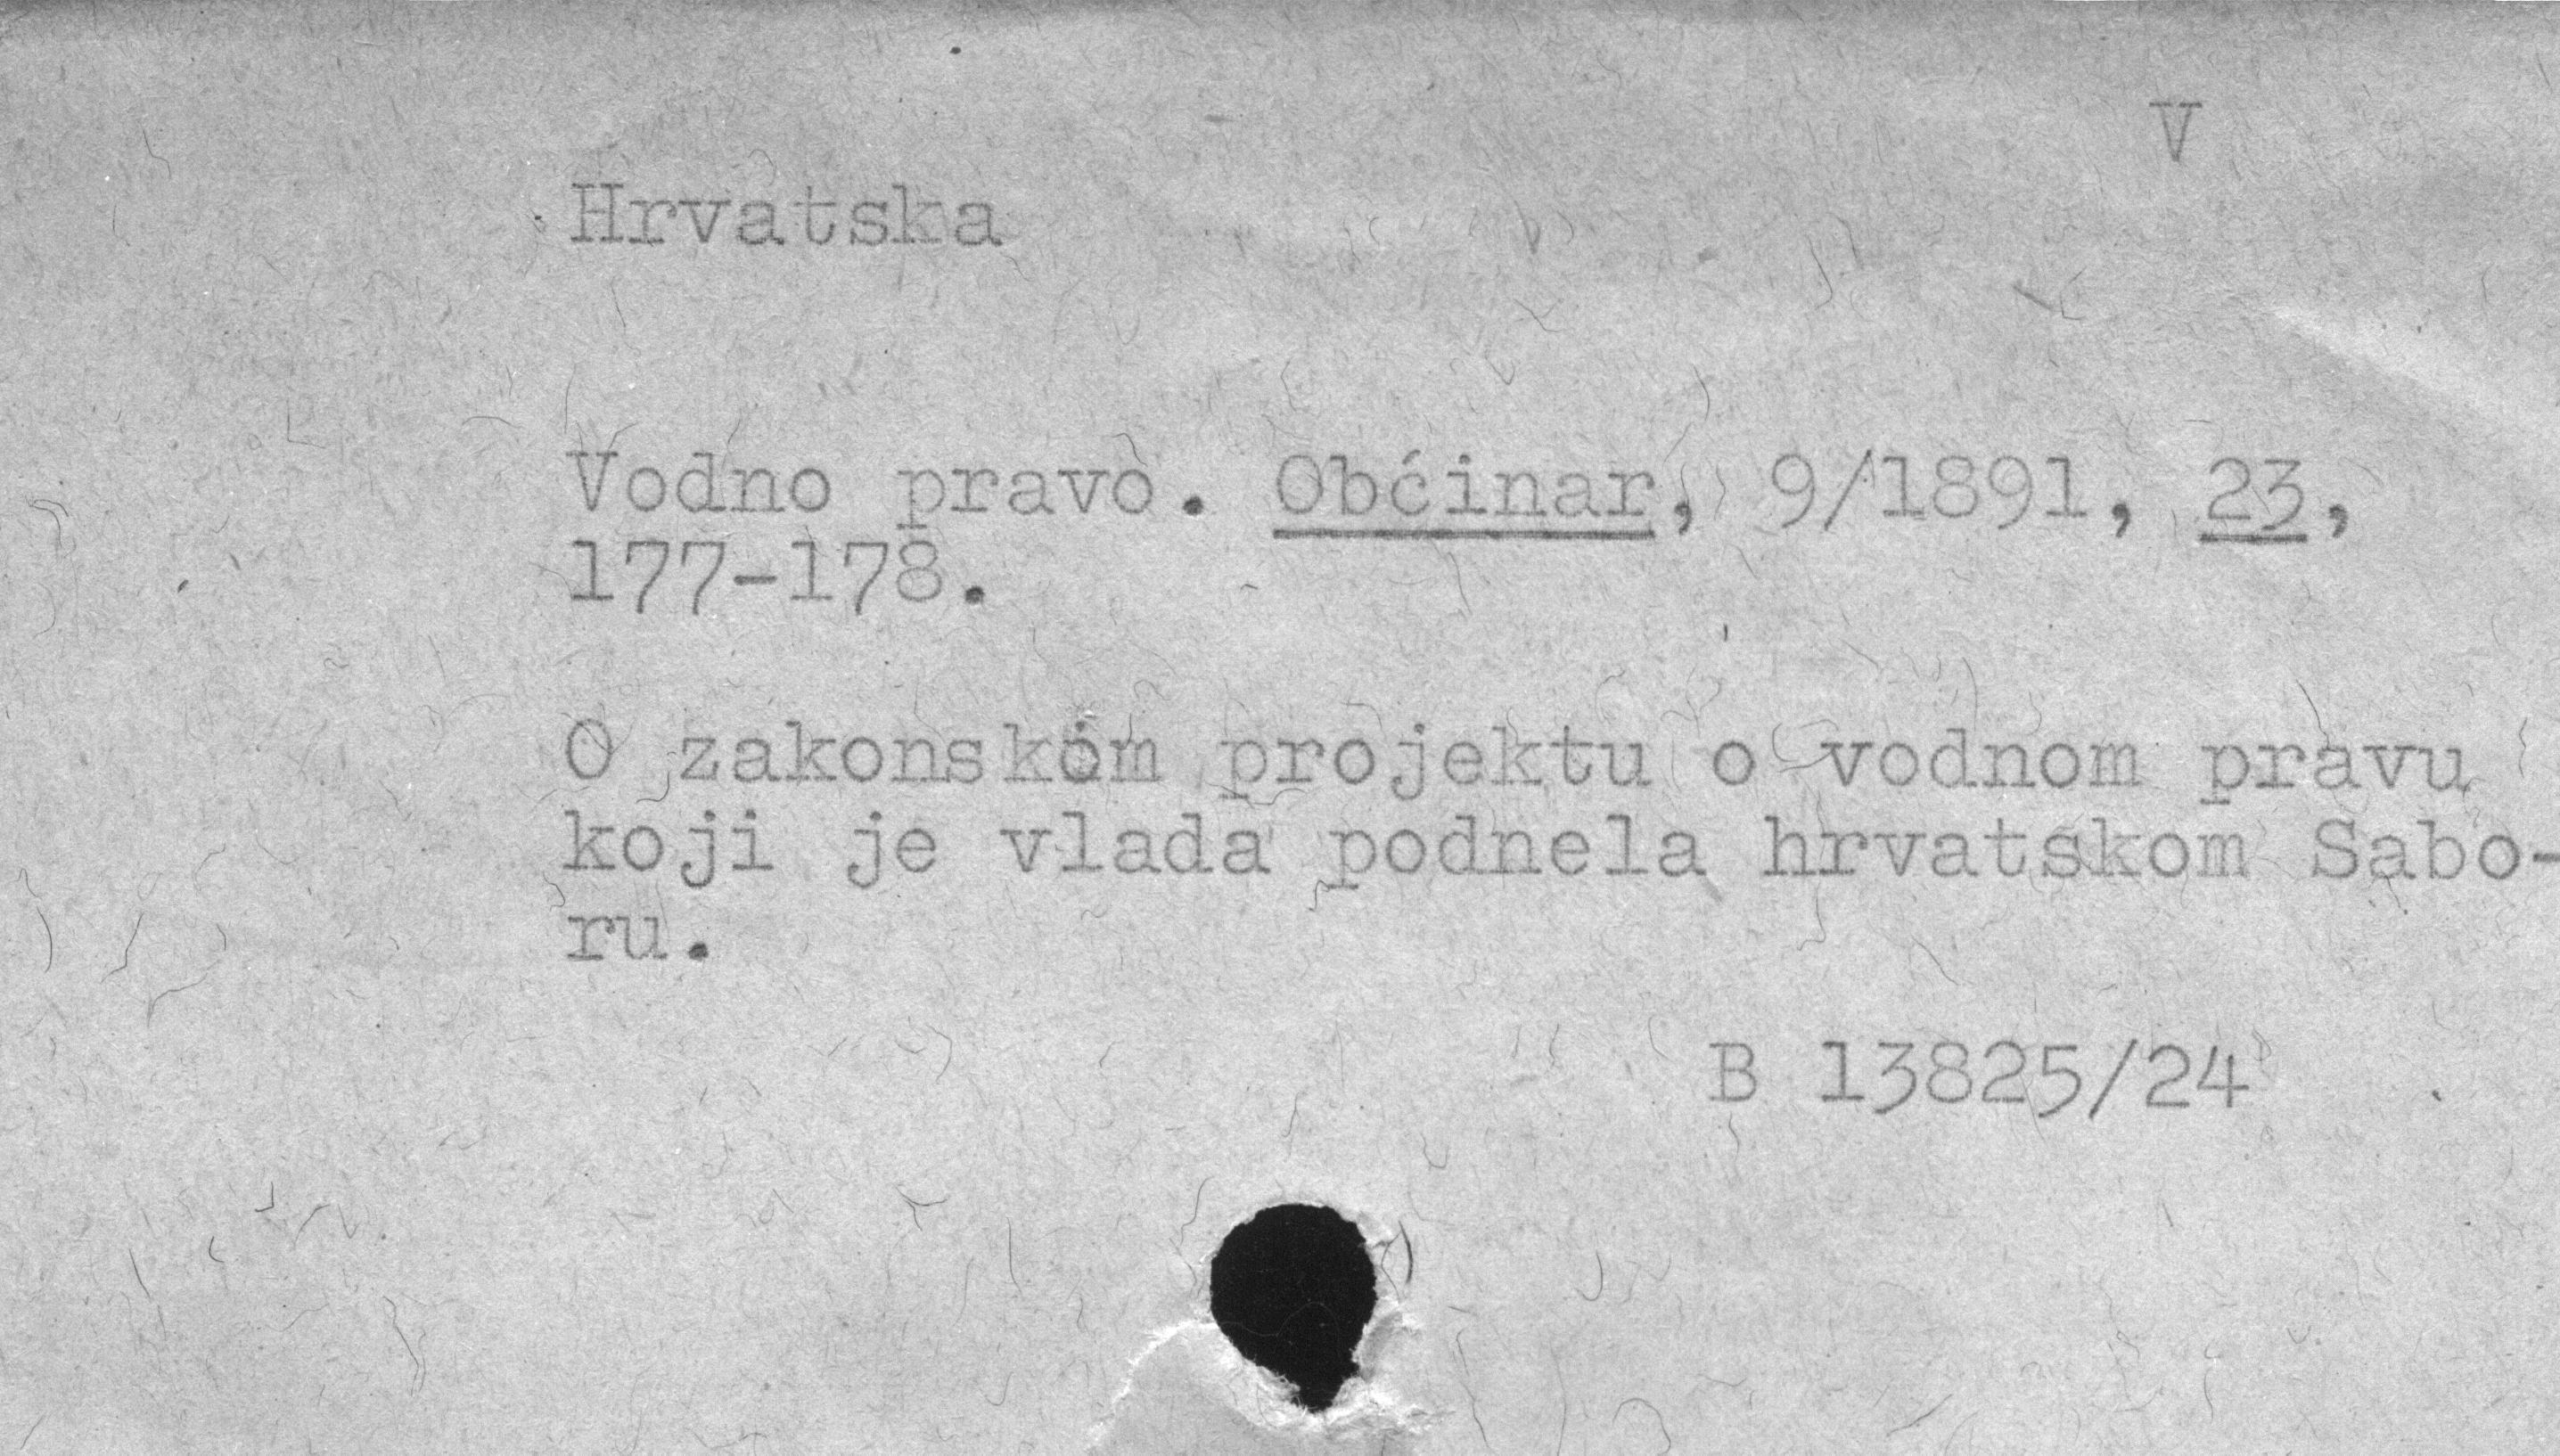 V
Hrvatska
Vodno pravo. Obćinar, 9/1891, 23,
177-178.
O zakonskom projektu o vodnom pravu
koji je vlada podnela hrvatskom Sabo-
ru.
B 13825/24